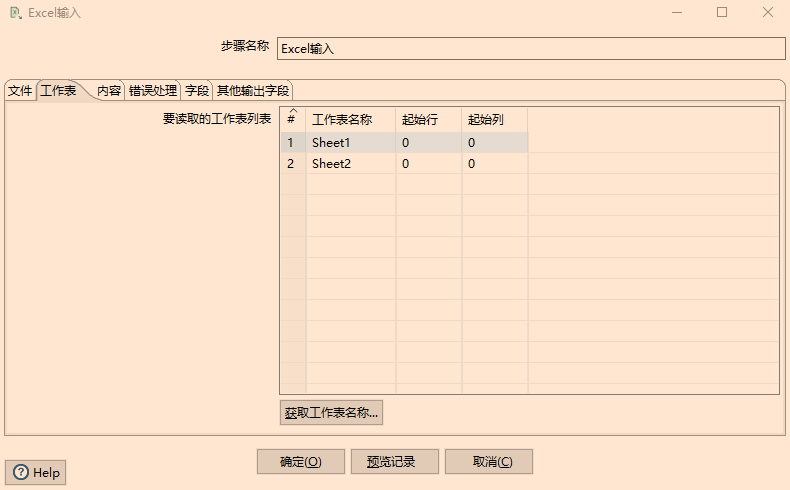 Excel输入
步骤名称 Excel输入
文件 工作表 内容 错误处理 字段 其他输出字段
要读取的工作表列表
# 工作表名称 起始行 起始列
1 Sheet1 0 0
2 Sheet2 0 0
获取工作表名称...
确定(O) 预览记录 取消(C)
Help